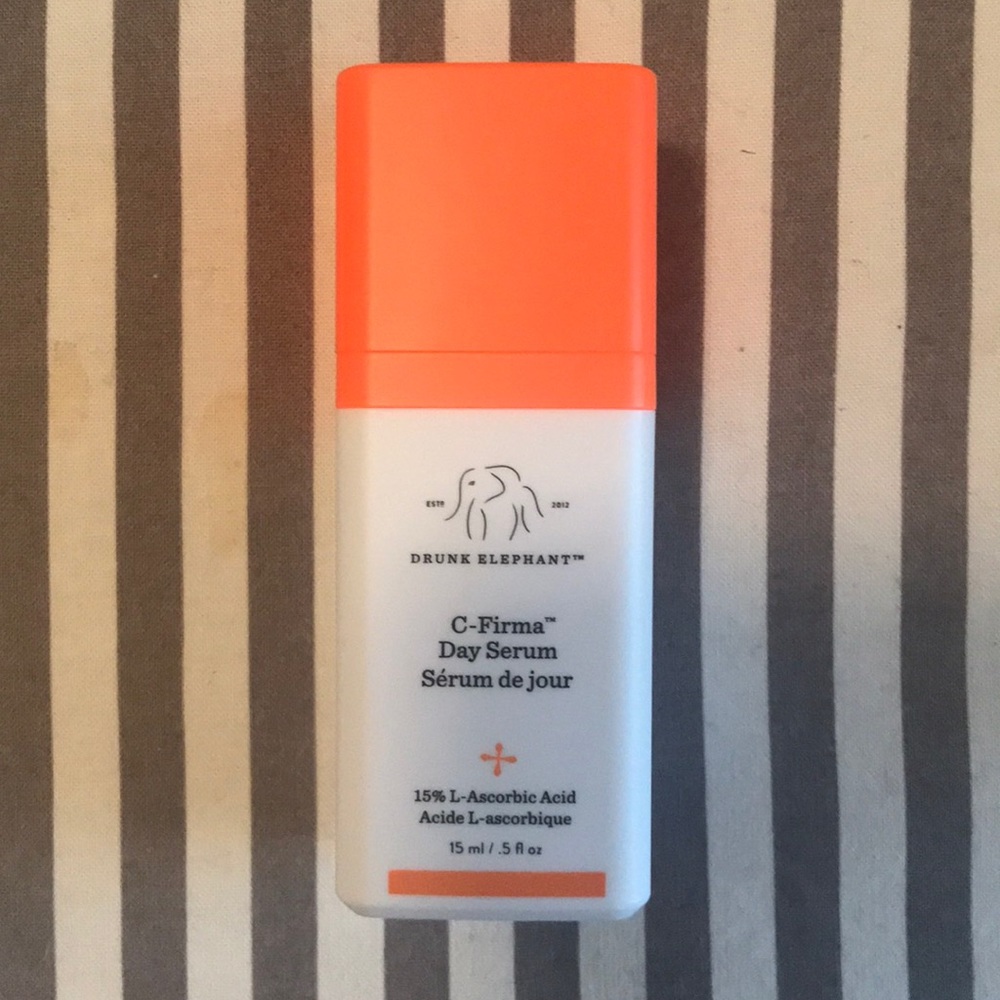 ESTD 2012
DRUNK ELEPHANT™
C-Firma™
Day Serum
Sérum de jour
15% L-Ascorbic Acid
Acide L-ascorbique
15 ml / .5 fl oz